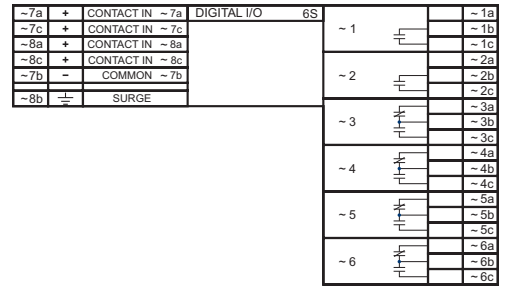 ~7a + CONTACT IN ~7a DIGITAL I/O 6S ~1a
~7c + CONTACT IN ~7c ~1 ~1b
~8a + CONTACT IN ~8a ~1c
~8c + CONTACT IN ~8c ~2a
~7b – COMMON ~7b ~2 ~2b
~2c
~8b SURGE
~3a
~3 ~3b
~3c
~4a
~4 ~4b
~4c
~5a
~5 ~5b
~5c
~6a
~6 ~6b
~6c